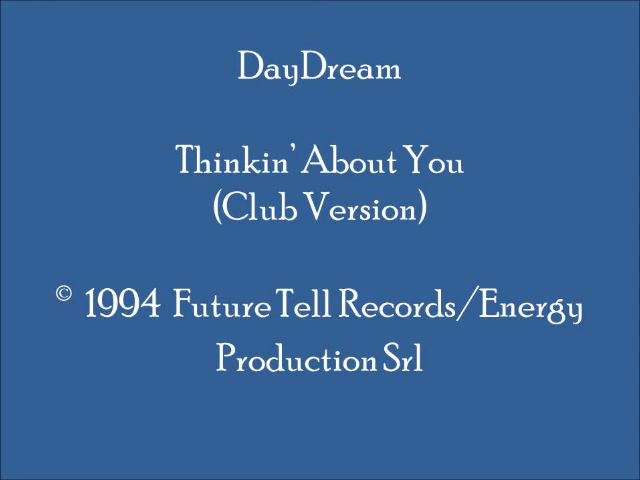 DayDream
Thinkin' About You
(Club Version)
© 1994 Future Tell Records/Energy
Production Srl